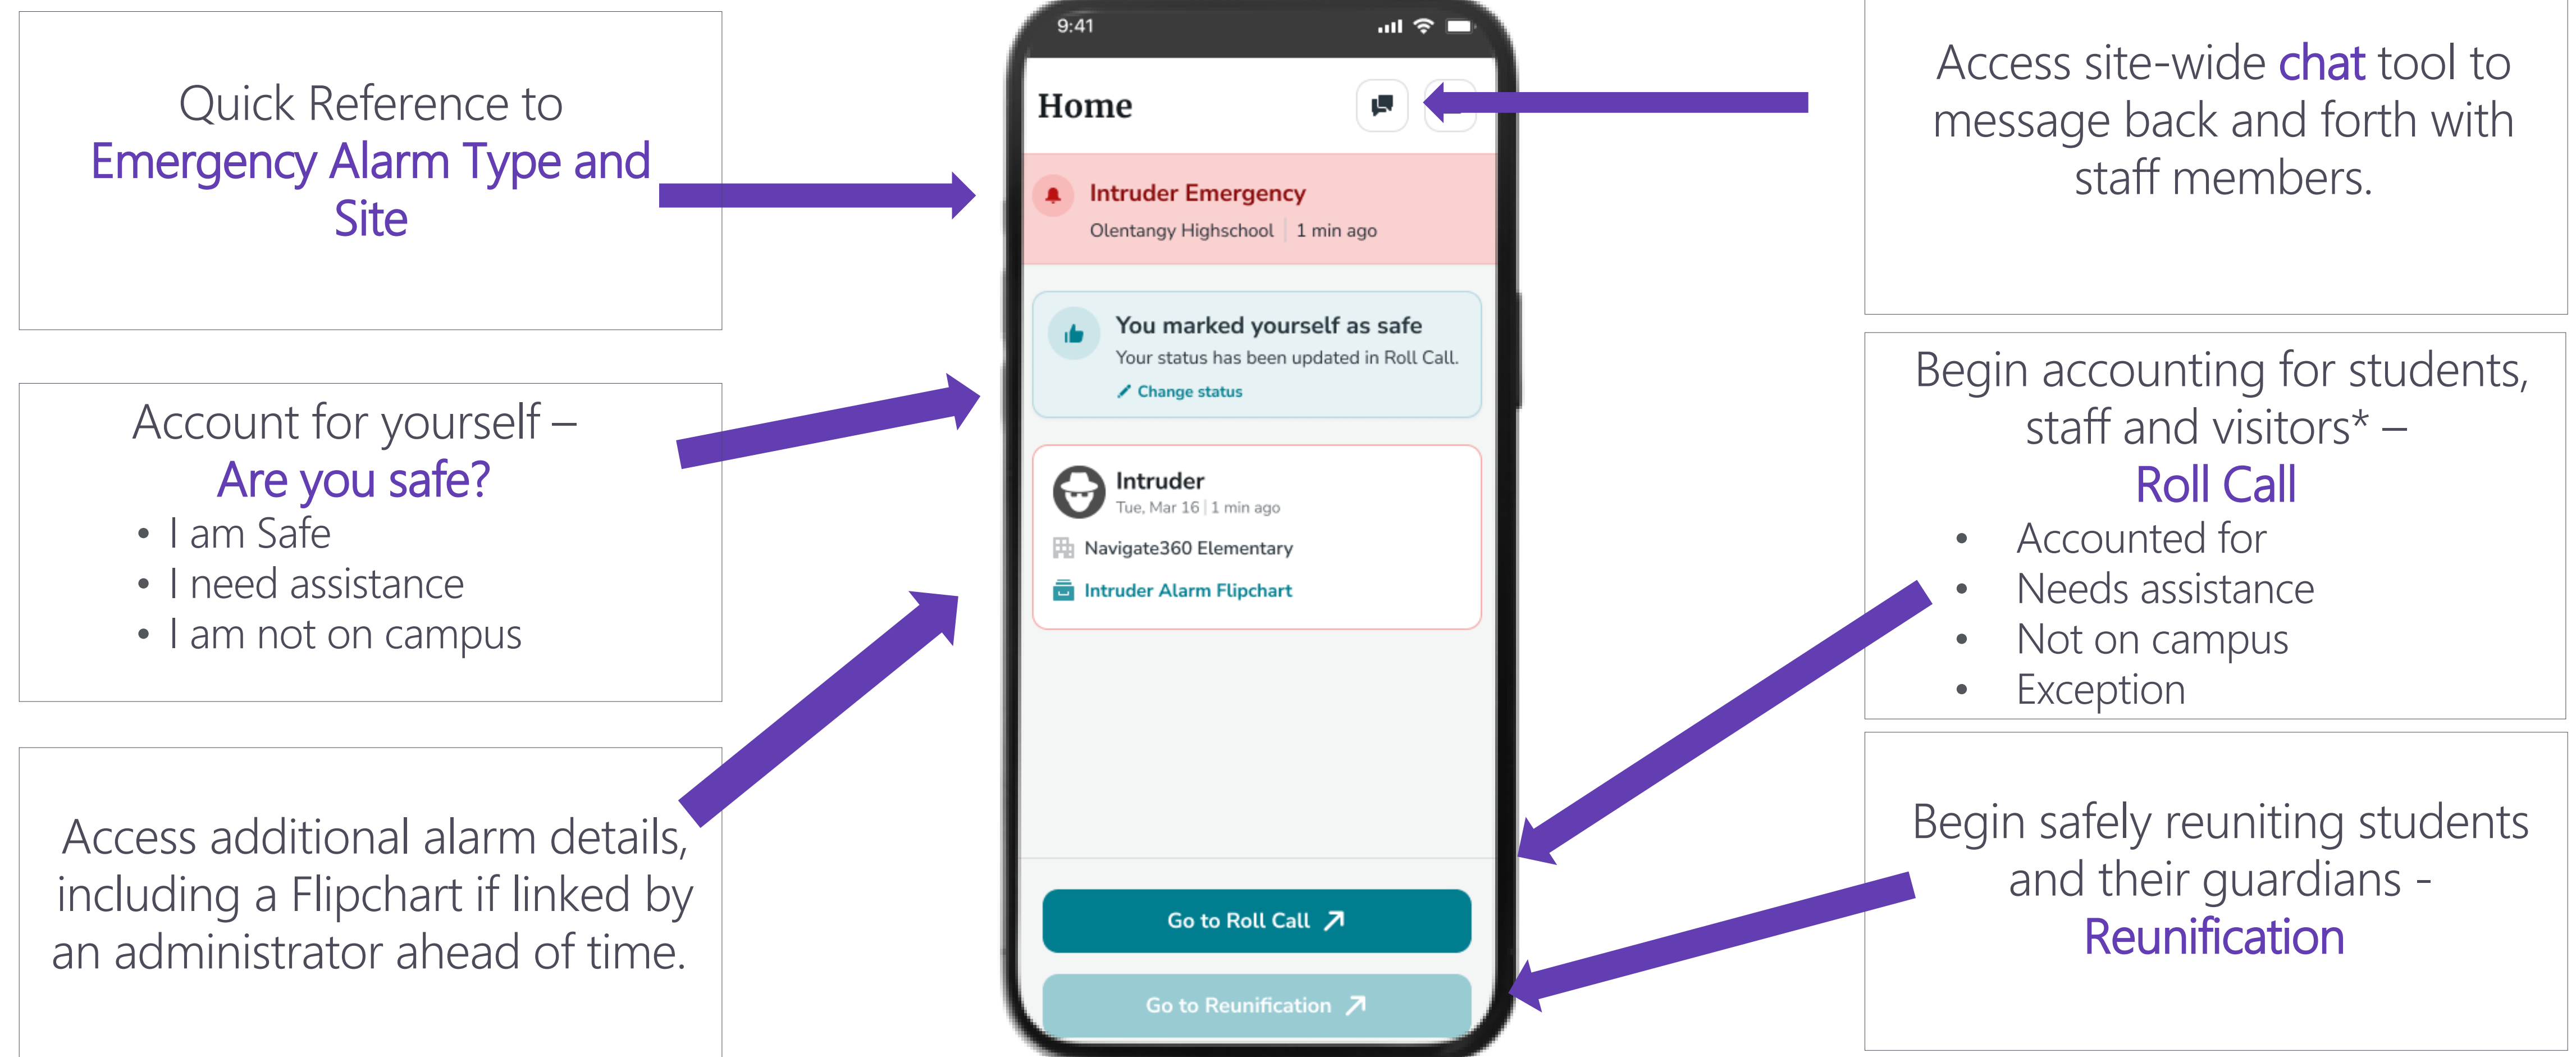 Quick Reference to
Emergency Alarm Type and
Site
Account for yourself –
Are you safe?
• I am Safe
• I need assistance
• I am not on campus
Access additional alarm details,
including a Flipchart if linked by
an administrator ahead of time.
9:41
Home
Intruder Emergency
Olentangy Highschool | 1 min ago
You marked yourself as safe
Your status has been updated in Roll Call.
Change status
Intruder
Tue, Mar 16 | 1 min ago
Navigate360 Elementary
Intruder Alarm Flipchart
Go to Roll Call
Go to Reunification
Access site-wide chat tool to
message back and forth with
staff members.
Begin accounting for students,
staff and visitors* –
Roll Call
• Accounted for
• Needs assistance
• Not on campus
• Exception
Begin safely reuniting students
and their guardians -
Reunification